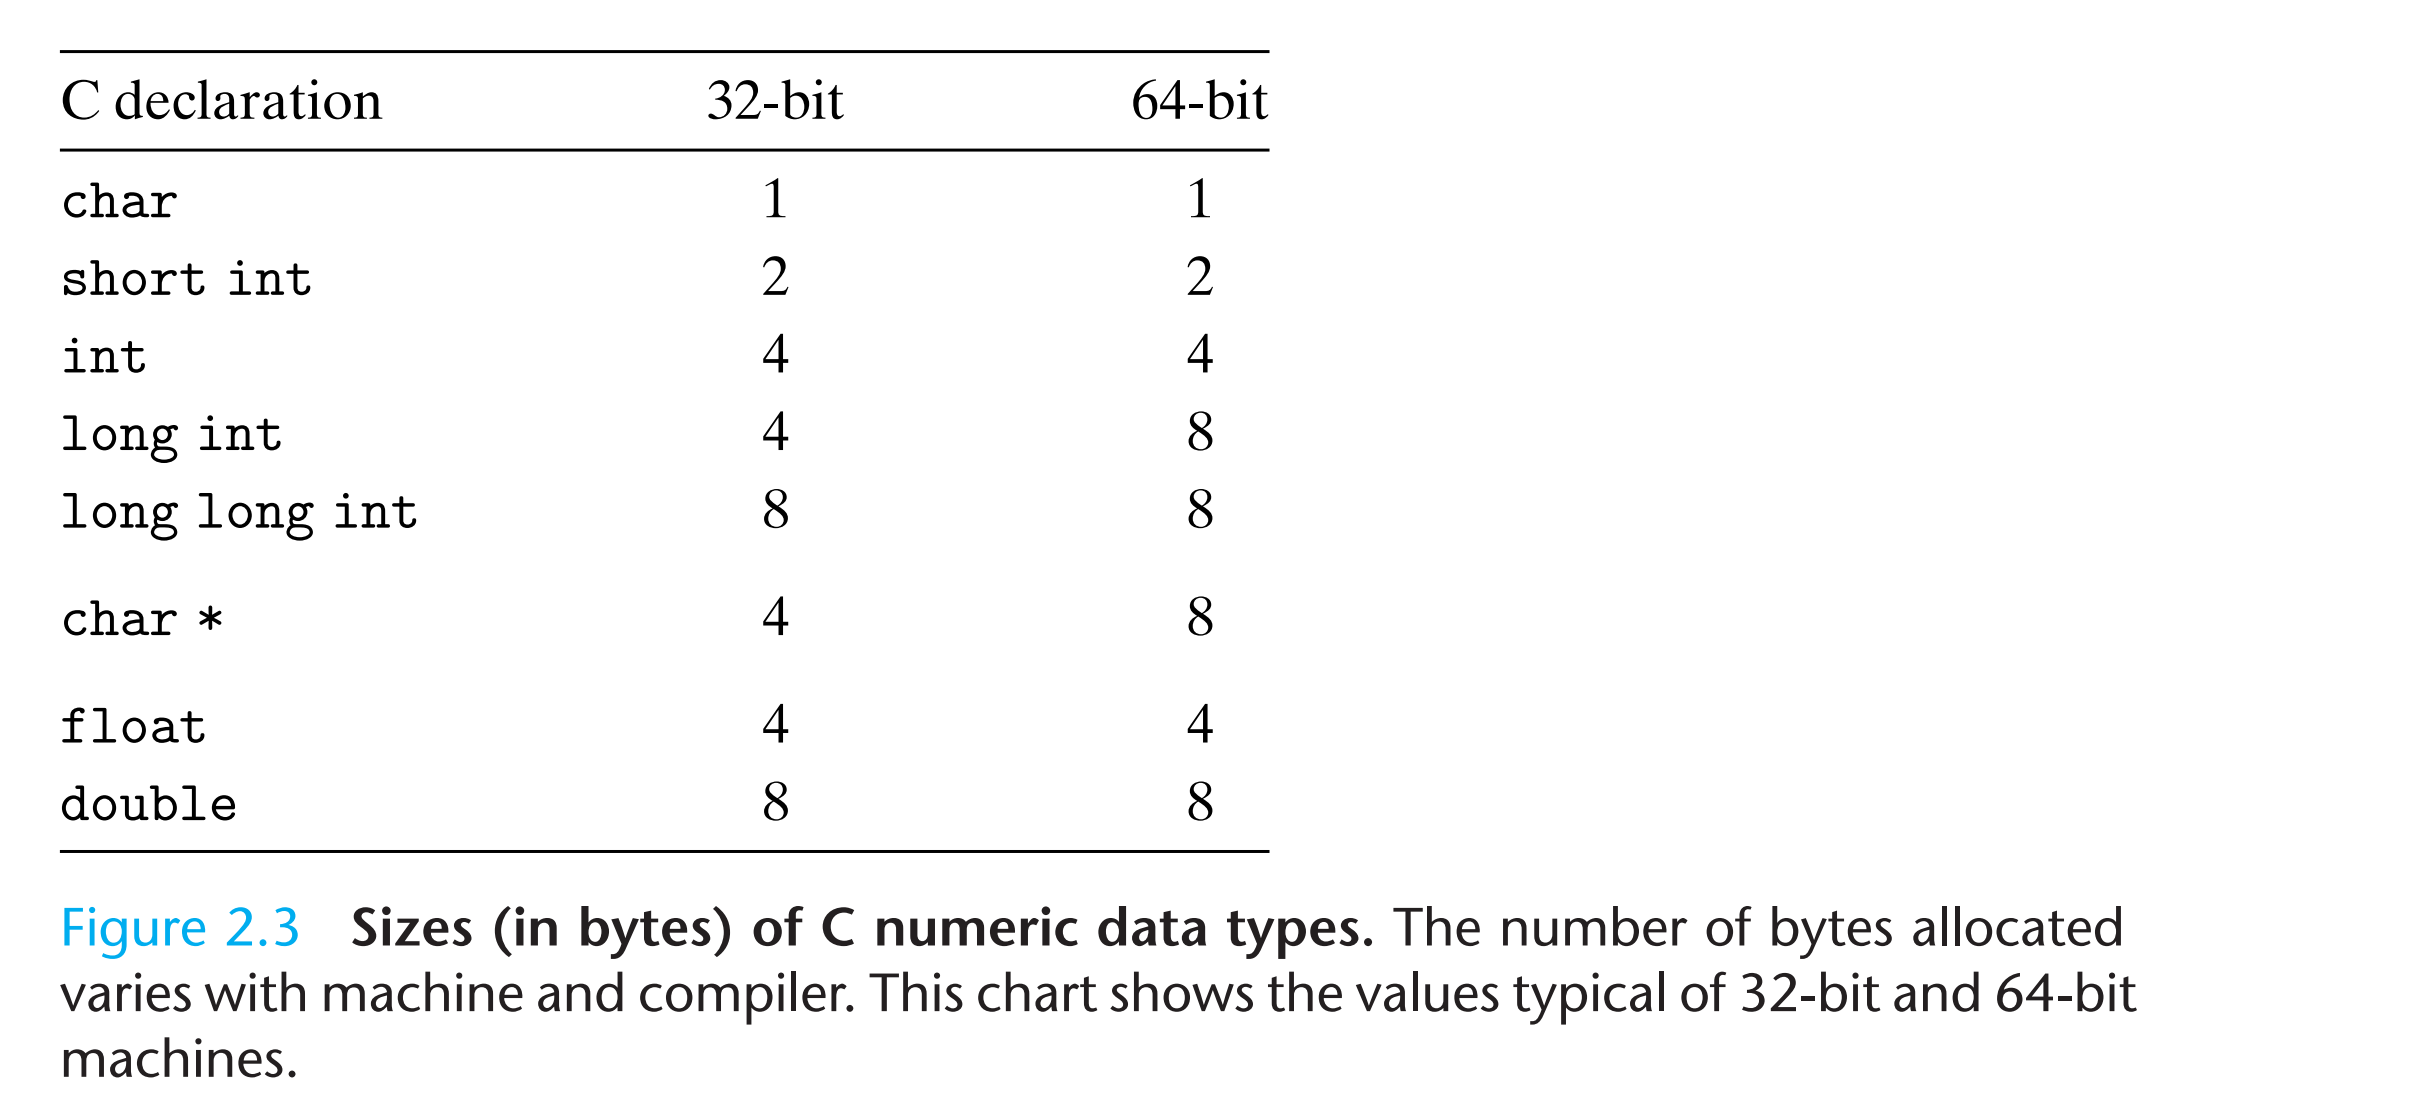 C declaration 32-bit 64-bit
char 1 1
short int 2 2
int 4 4
long int 4 8
long long int 8 8
char * 4 8
float 4 4
double 8 8
Figure 2.3 Sizes (in bytes) of C numeric data types. The number of bytes allocated
varies with machine and compiler. This chart shows the values typical of 32-bit and 64-bit
machines.